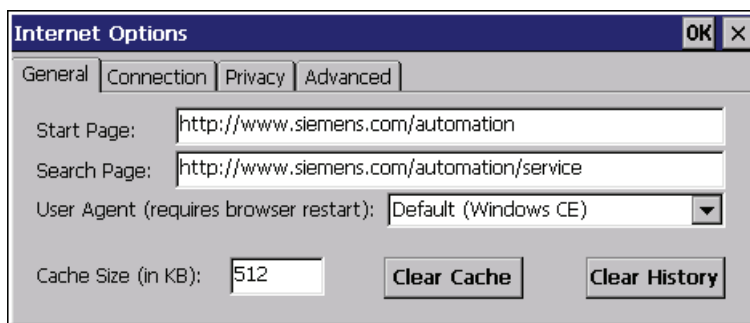 Internet Options OK ×
General Connection Privacy Advanced
Start Page: http://www.siemens.com/automation
Search Page: http://www.siemens.com/automation/service
User Agent (requires browser restart): Default (Windows CE)
Cache Size (in KB): 512 Clear Cache Clear History